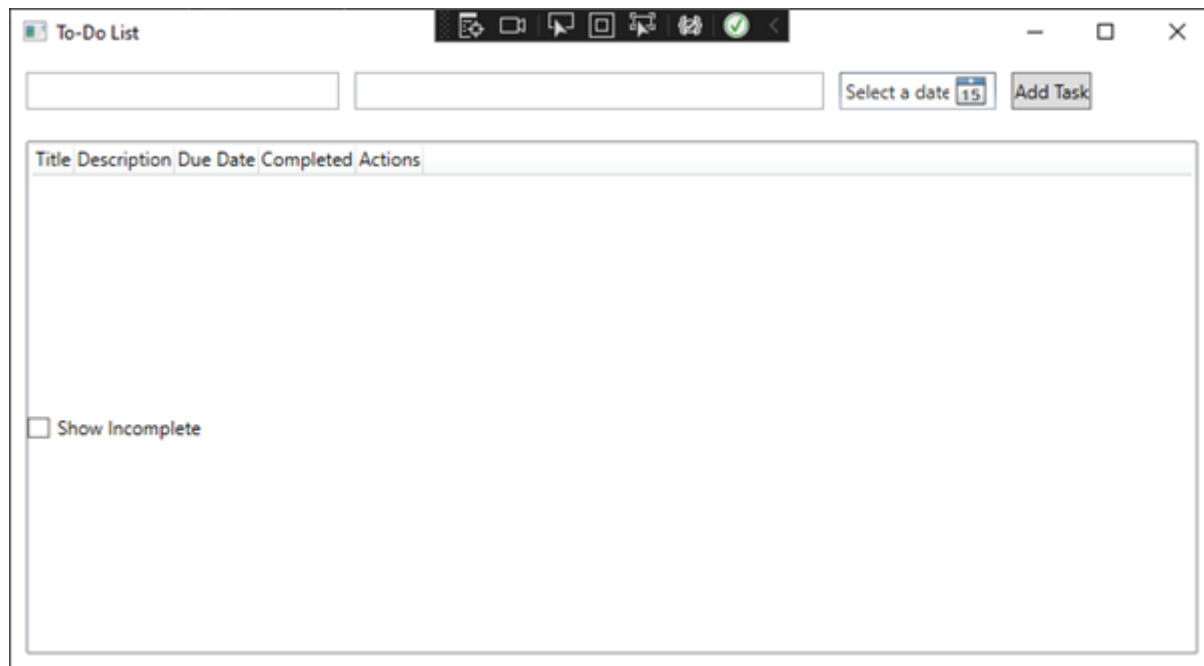 To-Do List
Select a date 15 Add Task
Title Description Due Date Completed Actions
Show Incomplete